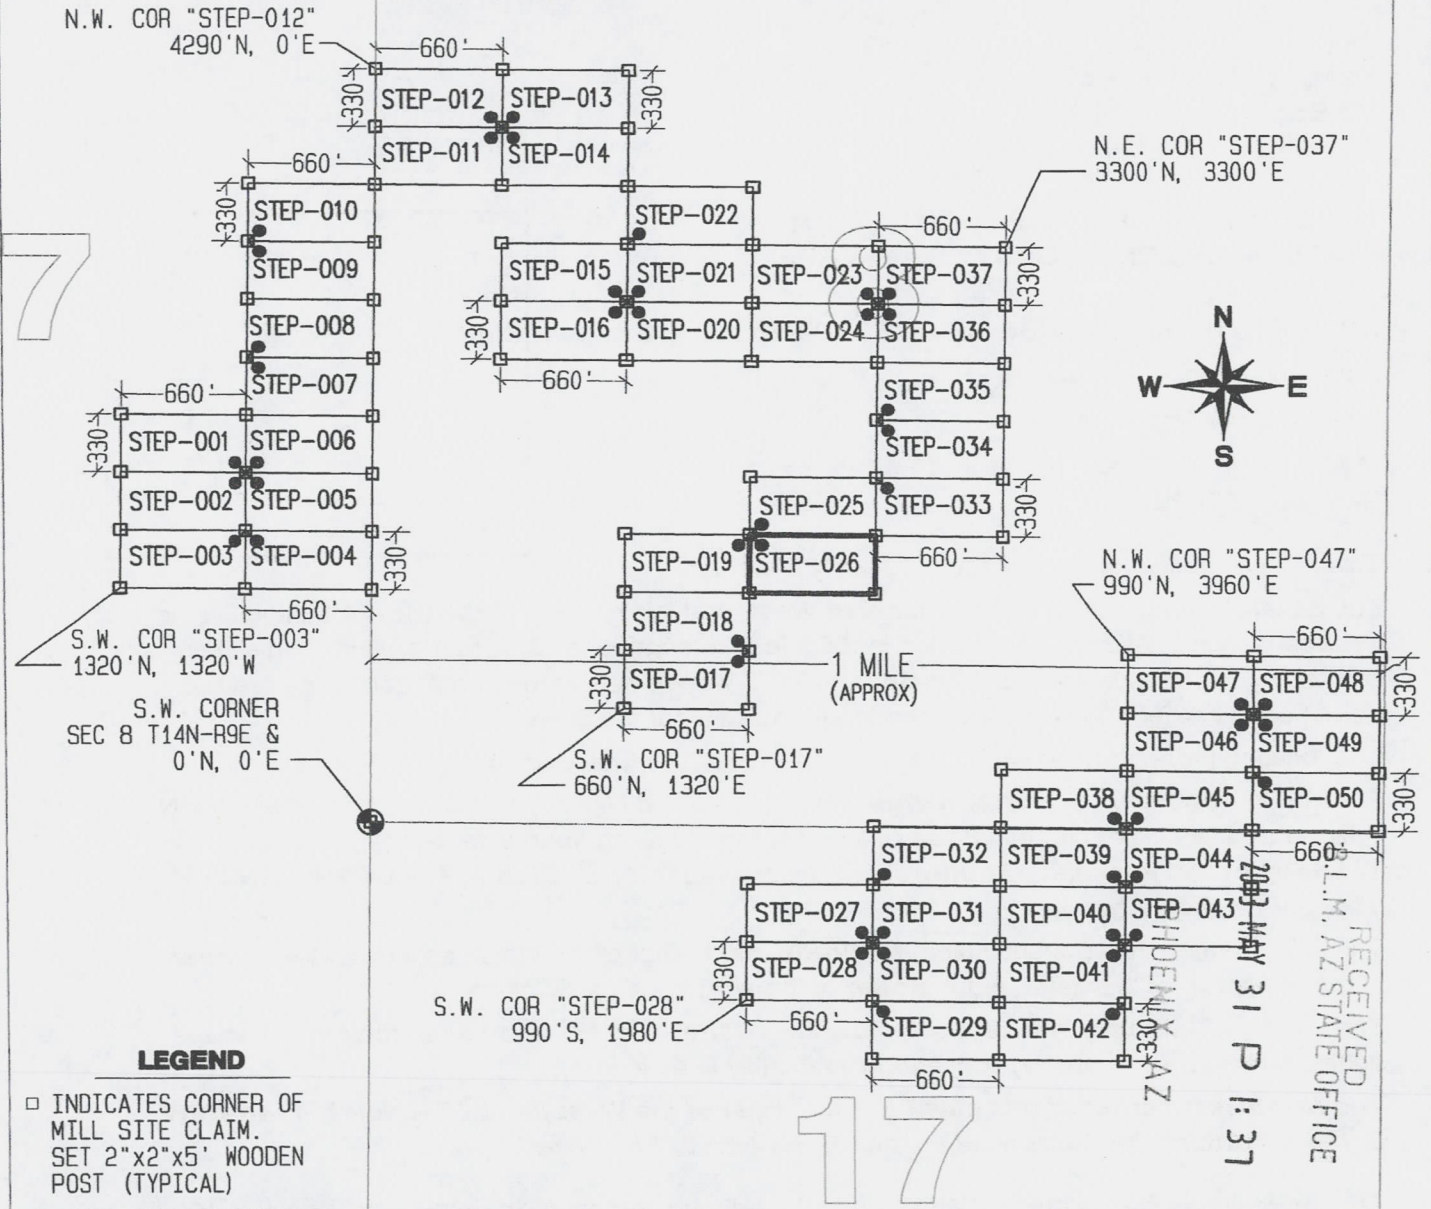 N.W. COR "STEP-012"
4290'N, 0'E
660'
330
STEP-012
STEP-013
330
STEP-011
STEP-014
660'
N.E. COR "STEP-037"
3300'N, 3300'E
330
STEP-010
STEP-022
660'
7
STEP-009
STEP-015
STEP-021
STEP-023
8
STEP-037
330
STEP-008
330
STEP-016
STEP-020
STEP-024
STEP-036
N
STEP-007
660'
STEP-035
W
E
660'
330
STEP-001
STEP-006
STEP-034
S
STEP-002
STEP-005
STEP-025
STEP-033
330
STEP-003
STEP-004
330
STEP-019
STEP-026
660'
N.W. COR "STEP-047"
990'N, 3960'E
660'
STEP-018
660'
S.W. COR "STEP-003"
1320'N, 1320'W
330
STEP-017
1 MILE
(APPROX)
STEP-047
STEP-048
330
S.W. CORNER
SEC 8 T14N-R9E &
0'N, 0'E
660'
STEP-046
STEP-049
S.W. COR "STEP-017"
660'N, 1320'E
STEP-038
STEP-045
STEP-050
330
STEP-032
STEP-039
STEP-044
660'
STEP-027
STEP-031
STEP-040
STEP-043
330
STEP-028
STEP-030
STEP-041
S.W. COR "STEP-028"
990'S, 1980'E
660'
STEP-029
STEP-042
330
660'
17
RECEIVED
B.L.M. AZ STATE OFFICE
2013 MAY 31 P 1:37
PHOENIX, AZ
LEGEND
□ INDICATES CORNER OF
MILL SITE CLAIM.
SET 2"x2"x5' WOODEN
POST (TYPICAL)